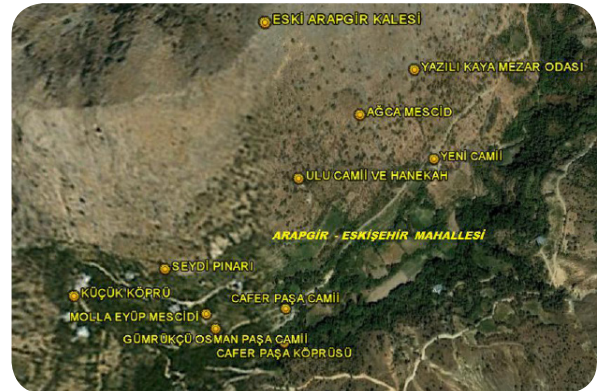 ESKİ ARAPGİR KALESİ
YAZILI KAYA MEZAR ODASI
AĞCA MESCİD
YENİ CAMİİ
ULU CAMİİ VE HANEKAH
ARAPGİR - ESKİŞEHİR MAHALLESİ
SEYDİ PINARI
KÜÇÜK KÖPRÜ
CAFER PAŞA CAMİİ
MOLLA EYÜP MESCİDİ
GÜMRÜKÇÜ OSMAN PAŞA CAMİİ
CAFER PAŞA KÖPRÜSÜ